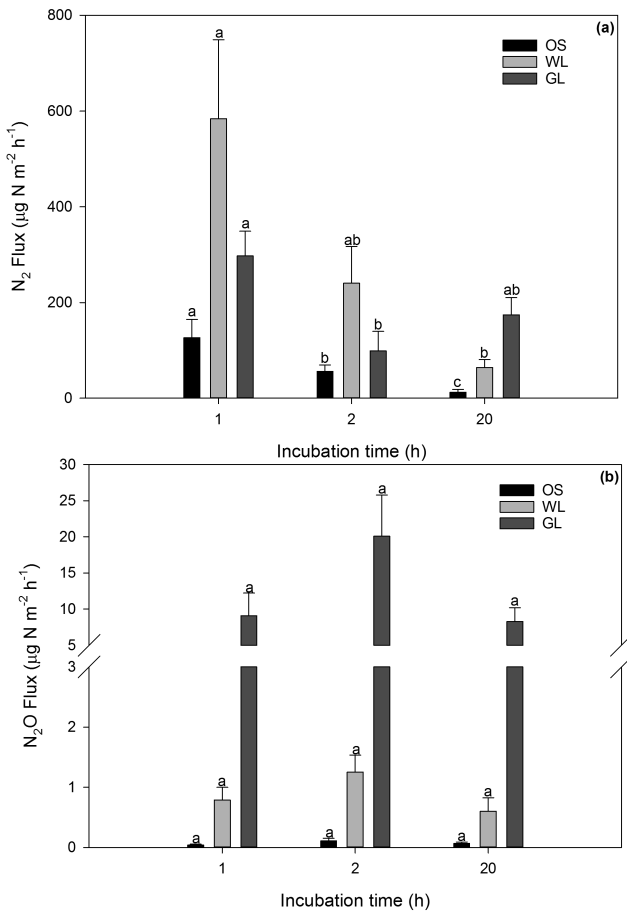 800
(a)
a
OS
WL
GL
600
N₂ Flux (µg N m⁻² h⁻¹)
400
a
ab
ab
200
a
b
b
b
c
0
1
2
20
Incubation time (h)
30
(b)
a
OS
WL
GL
25
20
15
a
a
10
5
N₂O Flux (µg N m⁻² h⁻¹)
3
2
a
a
a
1
a
a
a
0
1
2
20
Incubation time (h)